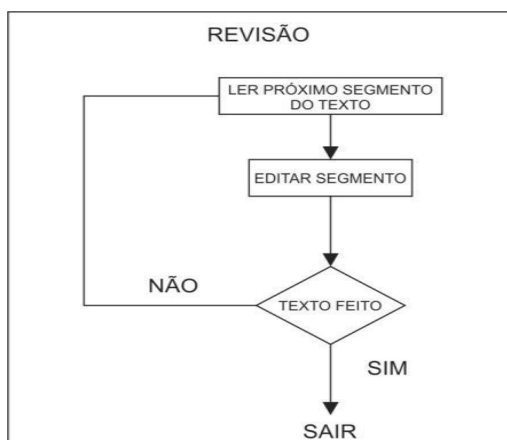 REVISÃO
LER PRÓXIMO SEGMENTO
DO TEXTO
EDITAR SEGMENTO
NÃO
TEXTO FEITO
SIM
SAIR